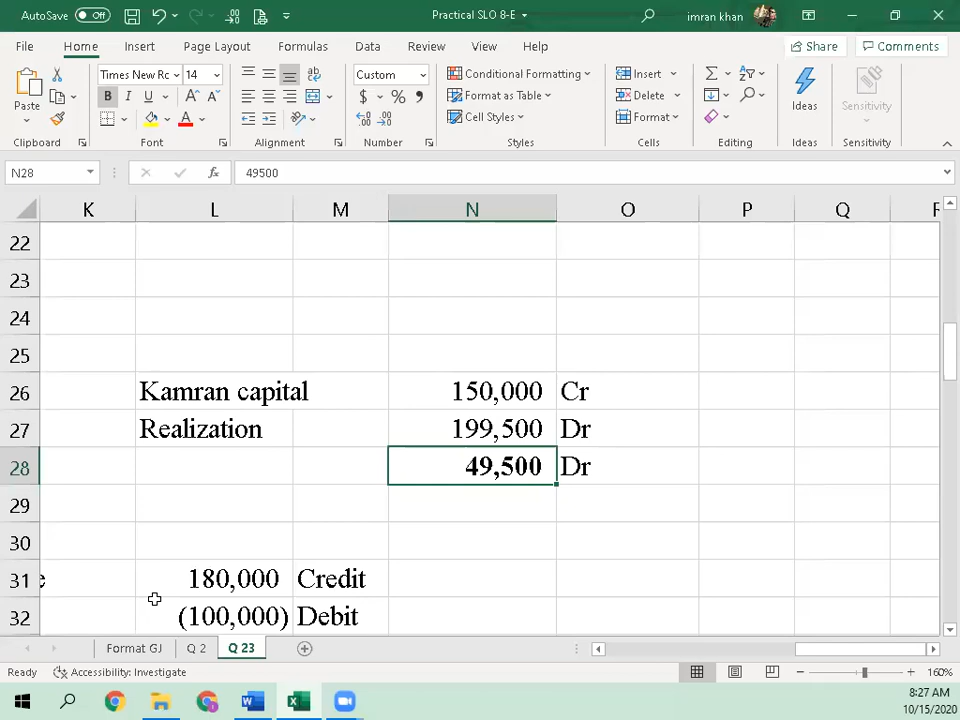 AutoSave Off Practical SLO 8-E imran khan
File Home Insert Page Layout Formulas Data Review View Help Share Comments
Paste Times New Rc 14 Custom Conditional Formatting Insert
B I U $ % Format as Table Delete Ideas Sensitivity
Cell Styles Format
Clipboard Font Alignment Number Styles Cells Editing Ideas Sensitivity
N28 fx 49500
K L M N O P Q
22
23
24
25
26 Kamran capital 150,000 Cr
27 Realization 199,500 Dr
28 49,500 Dr
29
30
31 e 180,000 Credit
32 (100,000) Debit
Format GJ Q 2 Q 23
Ready Accessibility: Investigate 160%
8:27 AM
10/15/2020